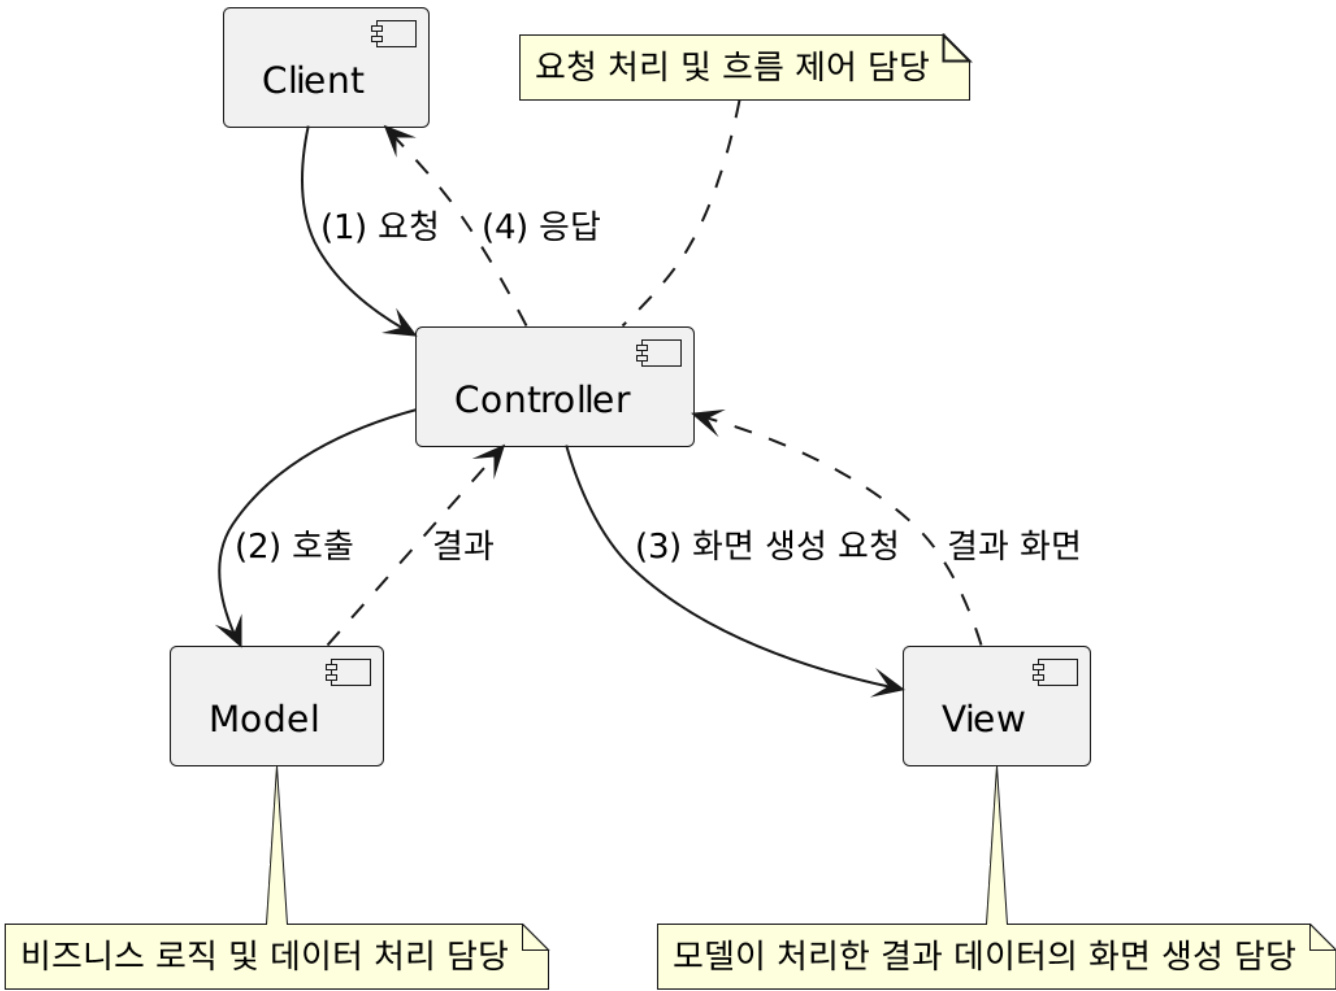 Client
요청 처리 및 흐름 제어 담당
(1) 요청
(4) 응답
Controller
(2) 호출
결과
(3) 화면 생성 요청
결과 화면
Model
View
비즈니스 로직 및 데이터 처리 담당
모델이 처리한 결과 데이터의 화면 생성 담당